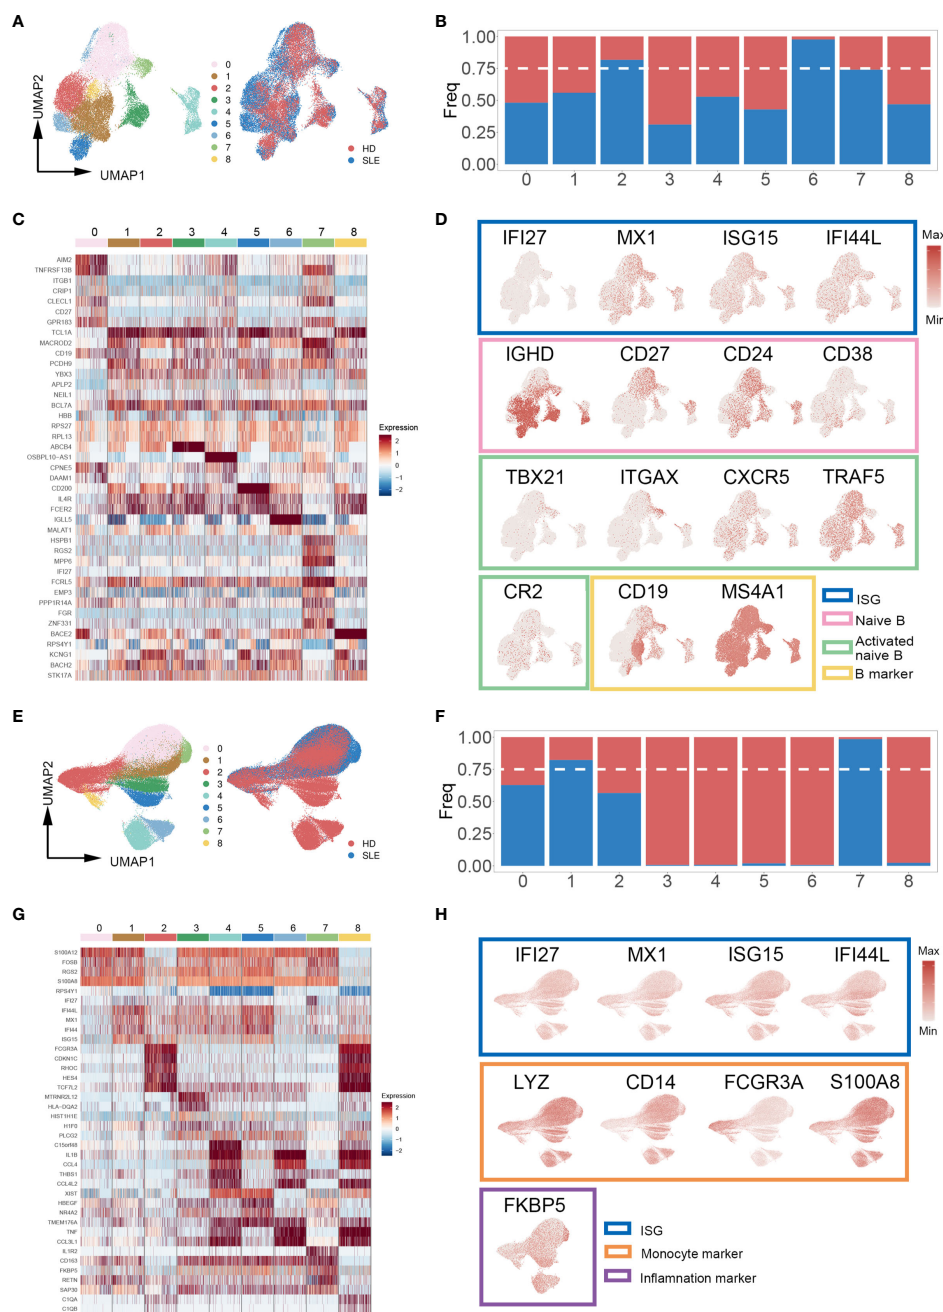 A
UMAP2
UMAP1
0
1
2
3
4
5
6
7
8
HD
SLE
B
Freq
1.00
0.75
0.50
0.25
0.00
0 1 2 3 4 5 6 7 8
C
0 1 2 3 4 5 6 7 8
AIM2
TNFRSF13B
ITGB1
CRIP1
CLECL1
CD27
GPR183
TCL1A
MACROD2
CD19
PCDH9
YBX3
APLP2
NEIL1
BCL7A
HBB
RPS27
RPL13
ABCB4
OSBPL10-AS1
CPNE5
DAAM1
CD200
IL4R
FCER2
IGLL5
MALAT1
HSPB1
RGS2
MPP6
IFI27
FCRL5
EMP3
PPP1R14A
FGR
ZNF331
BACE2
RPS4Y1
KCNG1
BACH2
STK17A
Expression
2
1
0
−1
−2
D
IFI27 MX1 ISG15 IFI44L
Max
Min
IGHD CD27 CD24 CD38
TBX21 ITGAX CXCR5 TRAF5
CR2 CD19 MS4A1
ISG
Naive B
Activated
naive B
B marker
E
UMAP2
UMAP1
0
1
2
3
4
5
6
7
8
HD
SLE
F
Freq
1.00
0.75
0.50
0.25
0.00
0 1 2 3 4 5 6 7 8
G
0 1 2 3 4 5 6 7 8
S100A12
FOSB
RGS2
S100A8
RPS4Y1
IFI27
IFI44L
MX1
IFI44
ISG15
FCGR3A
CDKN1C
RHOC
HES4
TCF7L2
MTRNR2L12
HLA-DQA2
HIST1H1E
H1F0
PLCG2
C15orf48
IL1B
CCL4
THBS1
CCL4L2
XIST
HBEGF
NR4A2
TMEM176A
TNF
CCL3L1
IL1R2
CD163
FKBP5
RETN
SAP30
C1QA
C1QB
Expression
2
1
0
−1
−2
H
IFI27 MX1 ISG15 IFI44L
Max
Min
LYZ CD14 FCGR3A S100A8
FKBP5
ISG
Monocyte marker
Inflamnation marker